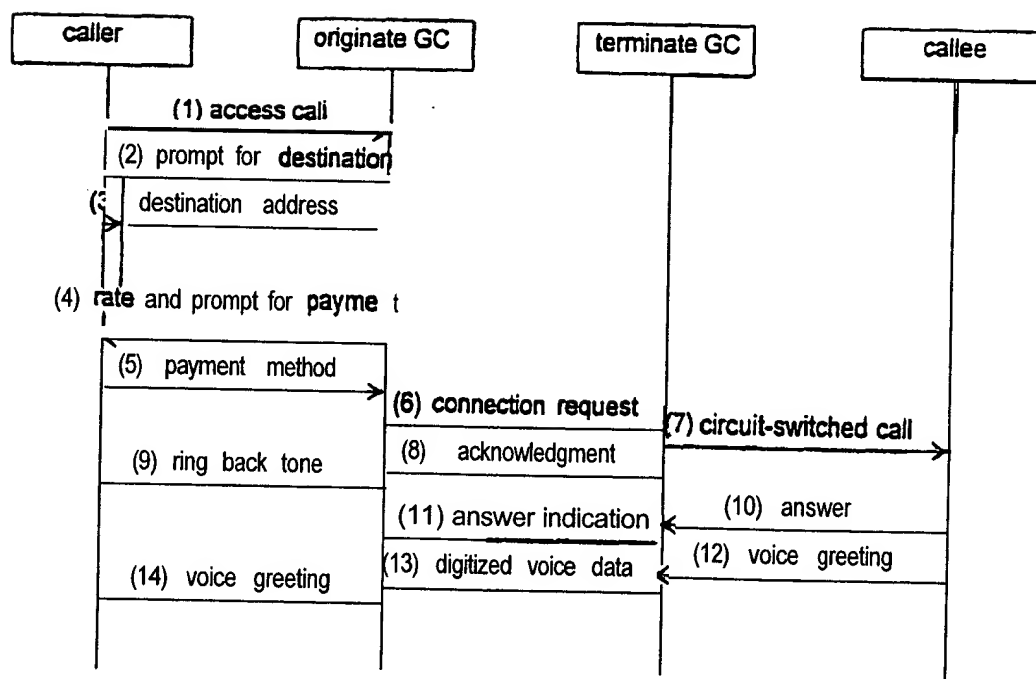 caller
originate GC
terminate GC
callee
(1) access call
(2) prompt for destination
(3 destination address
(4) rate and prompt for payme t
(5) payment method
(6) connection request
(7) circuit-switched call
(8) acknowledgment
(9) ring back tone
(10) answer
(11) answer indication
(12) voice greeting
(13) digitized voice data
(14) voice greeting